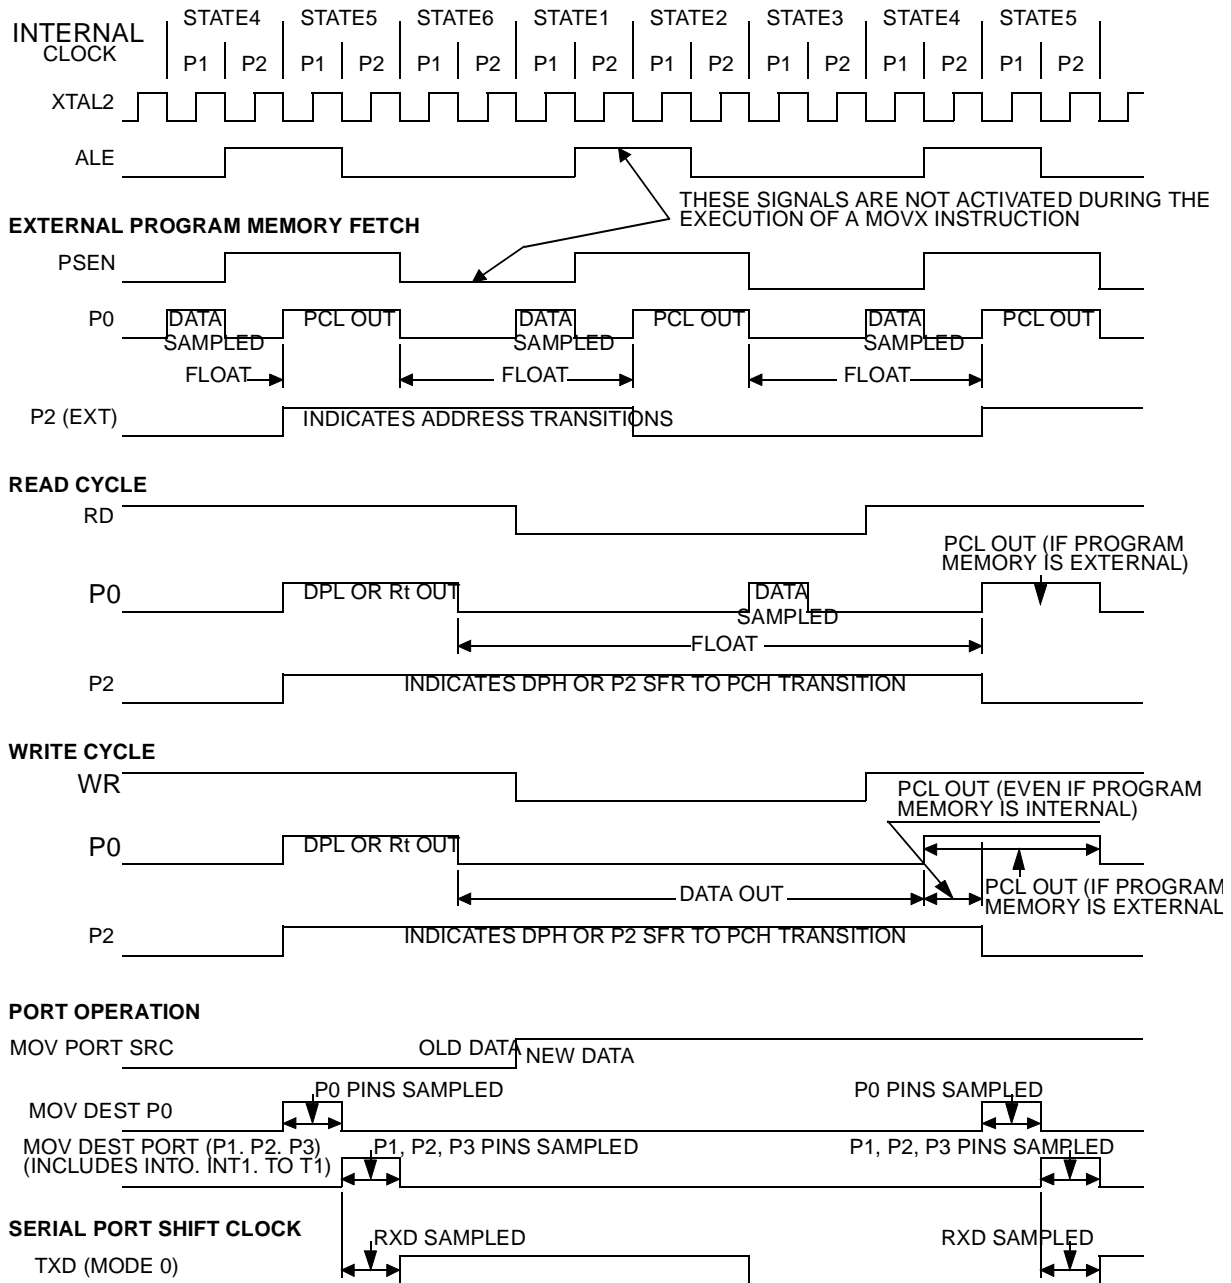 INTERNAL
CLOCK
STATE4 STATE5 STATE6 STATE1 STATE2 STATE3 STATE4 STATE5
P1 P2 P1 P2 P1 P2 P1 P2 P1 P2 P1 P2 P1 P2 P1 P2
XTAL2
ALE
THESE SIGNALS ARE NOT ACTIVATED DURING THE
EXECUTION OF A MOVX INSTRUCTION
EXTERNAL PROGRAM MEMORY FETCH
PSEN
P0 DATA SAMPLED PCL OUT DATA SAMPLED PCL OUT DATA SAMPLED PCL OUT
FLOAT FLOAT FLOAT
P2 (EXT) INDICATES ADDRESS TRANSITIONS
READ CYCLE
RD
PCL OUT (IF PROGRAM
MEMORY IS EXTERNAL)
P0 DPL OR Rt OUT DATA
SAMPLED
FLOAT
P2 INDICATES DPH OR P2 SFR TO PCH TRANSITION
WRITE CYCLE
WR
PCL OUT (EVEN IF PROGRAM
MEMORY IS INTERNAL)
P0 DPL OR Rt OUT
DATA OUT
PCL OUT (IF PROGRAM
MEMORY IS EXTERNAL
P2 INDICATES DPH OR P2 SFR TO PCH TRANSITION
PORT OPERATION
MOV PORT SRC OLD DATA NEW DATA
P0 PINS SAMPLED P0 PINS SAMPLED
MOV DEST P0
MOV DEST PORT (P1. P2. P3) P1, P2, P3 PINS SAMPLED P1, P2, P3 PINS SAMPLED
(INCLUDES INTO. INT1. TO T1)
SERIAL PORT SHIFT CLOCK
RXD SAMPLED RXD SAMPLED
TXD (MODE 0)